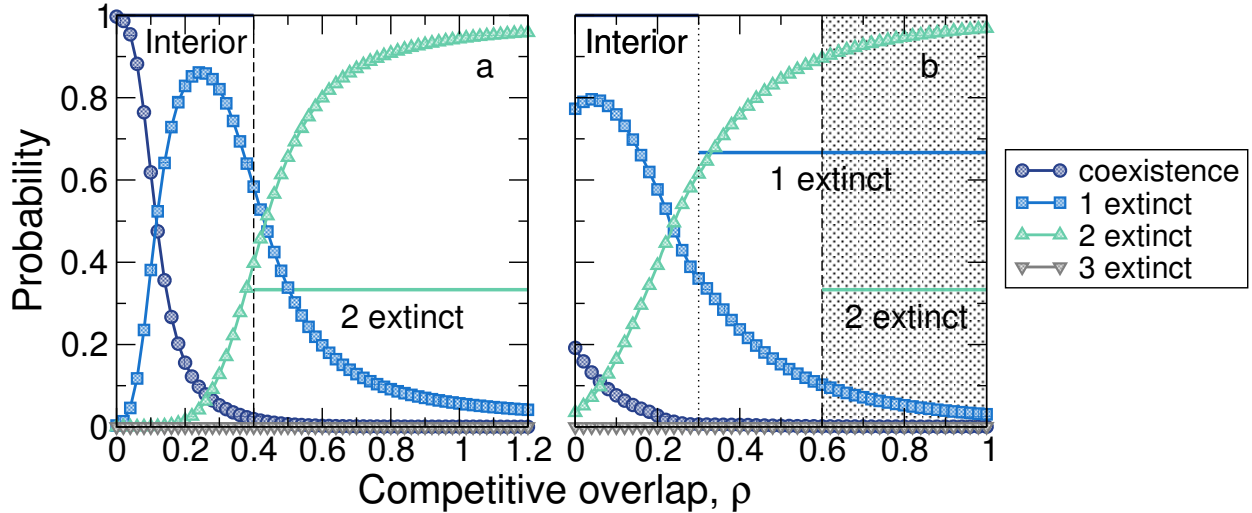 1
0.8
0.6
0.4
0.2
0
Probability
Interior
a
2 extinct
0 0.2 0.4 0.6 0.8 1.0 1.2
Interior
b
1 extinct
2 extinct
0 0.2 0.4 0.6 0.8 1
Competitive overlap, ρ
coexistence
1 extinct
2 extinct
3 extinct